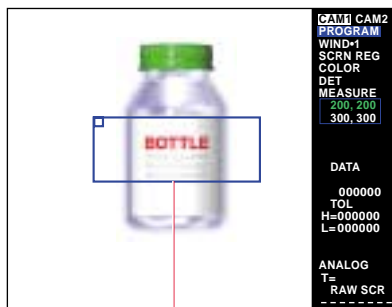 BOTTLE
CAM1 CAM2
PROGRAM
WIND•1
SCRN REG
COLOR
DET
MEASURE
200, 200
300, 300
DATA
000000
TOL
H=000000
L=000000
ANALOG
T=
RAW SCR
--------